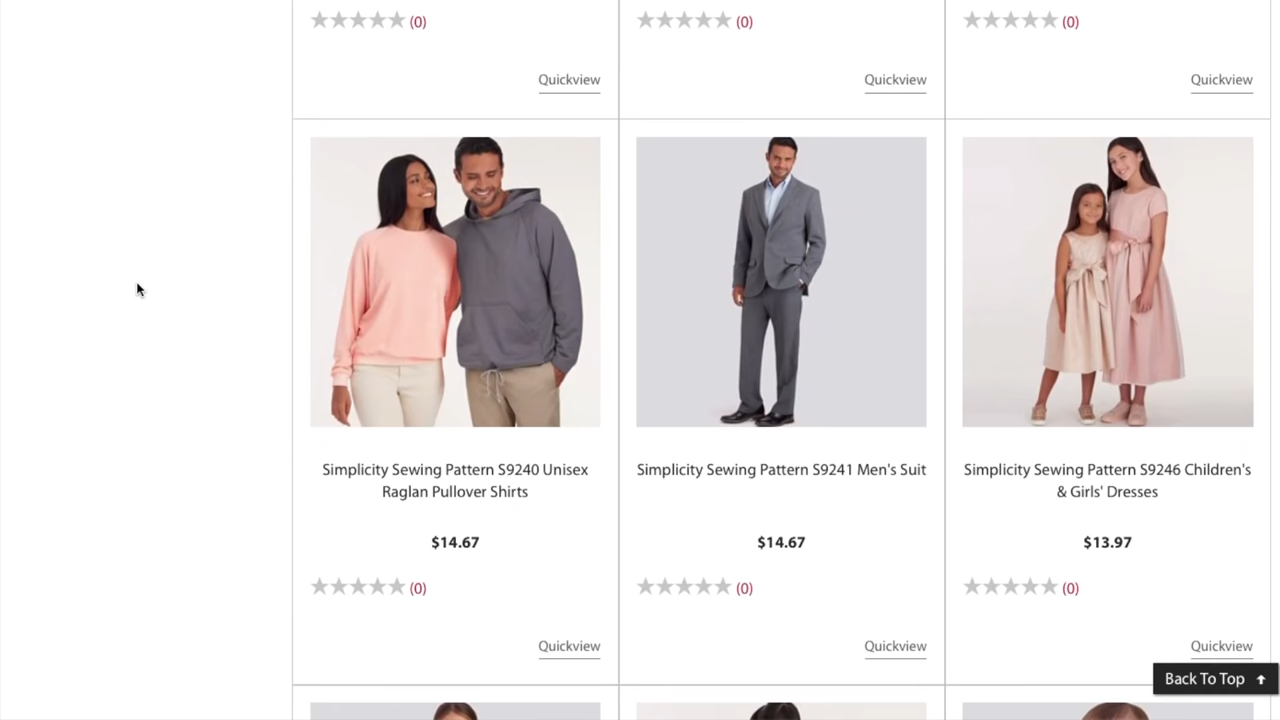 (0)
(0)
(0)
Quickview
Quickview
Quickview
Simplicity Sewing Pattern S9240 Unisex
Raglan Pullover Shirts
$14.67
(0)
Quickview
Simplicity Sewing Pattern S9241 Men's Suit
$14.67
(0)
Quickview
Simplicity Sewing Pattern S9246 Children's
& Girls' Dresses
$13.97
(0)
Quickview
Back To Top